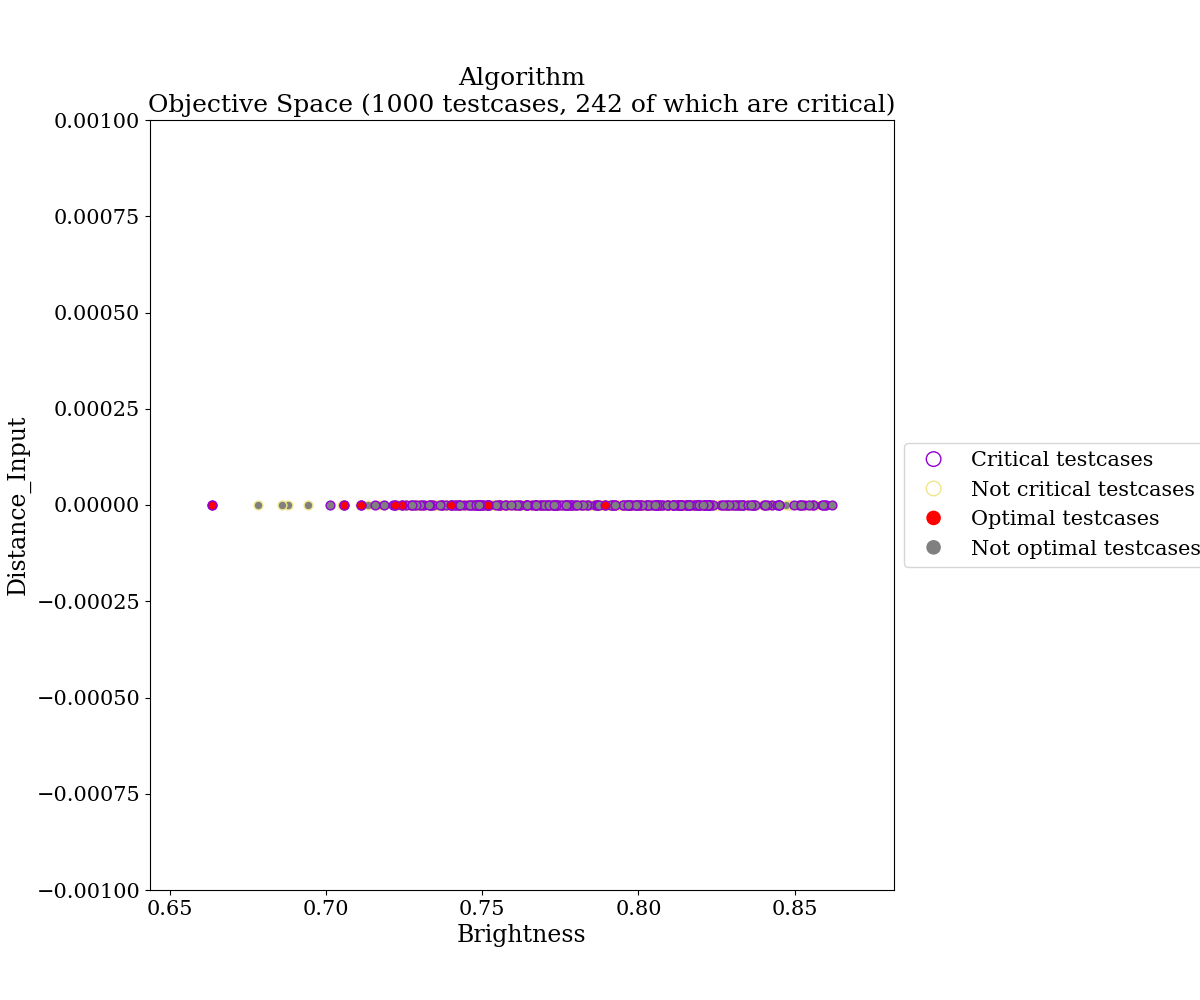 Algorithm
Objective Space (1000 testcases, 242 of which are critical)
0.00100
0.00075
0.00050
0.00025
0.00000
−0.00025
−0.00050
−0.00075
−0.00100
Distance_Input
0.65
0.70
0.75
0.80
0.85
Brightness
Critical testcases
Not critical testcases
Optimal testcases
Not optimal testcases